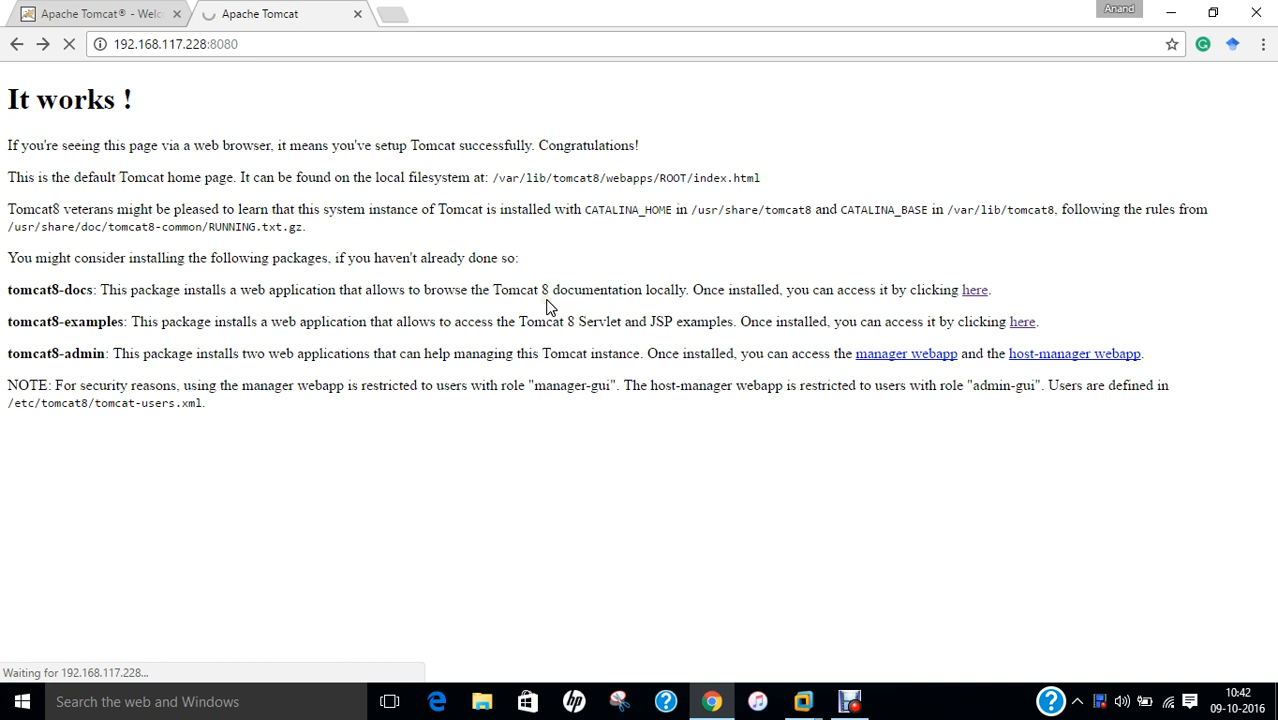 Apache Tomcat® - Welc
Apache Tomcat
Anand
192.168.117.228:8080
It works !
If you're seeing this page via a web browser, it means you've setup Tomcat successfully. Congratulations!
This is the default Tomcat home page. It can be found on the local filesystem at: /var/lib/tomcat8/webapps/ROOT/index.html
Tomcat8 veterans might be pleased to learn that this system instance of Tomcat is installed with CATALINA_HOME in /usr/share/tomcat8 and CATALINA_BASE in /var/lib/tomcat8, following the rules from
/usr/share/doc/tomcat8-common/RUNNING.txt.gz.
You might consider installing the following packages, if you haven't already done so:
tomcat8-docs: This package installs a web application that allows to browse the Tomcat 8 documentation locally. Once installed, you can access it by clicking here.
tomcat8-examples: This package installs a web application that allows to access the Tomcat 8 Servlet and JSP examples. Once installed, you can access it by clicking here.
tomcat8-admin: This package installs two web applications that can help managing this Tomcat instance. Once installed, you can access the manager webapp and the host-manager webapp.
NOTE: For security reasons, using the manager webapp is restricted to users with role "manager-gui". The host-manager webapp is restricted to users with role "admin-gui". Users are defined in
/etc/tomcat8/tomcat-users.xml.
Waiting for 192.168.117.228...
Search the web and Windows
10:42
09-10-2016